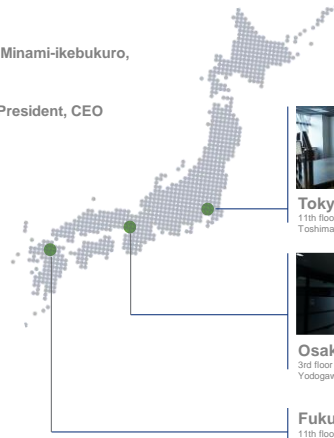 Minami-ikebukuro,
President, CEO
Toky
11th floo
Toshima
Osak
3rd floor
Yodogaw
Fuku
11th floo